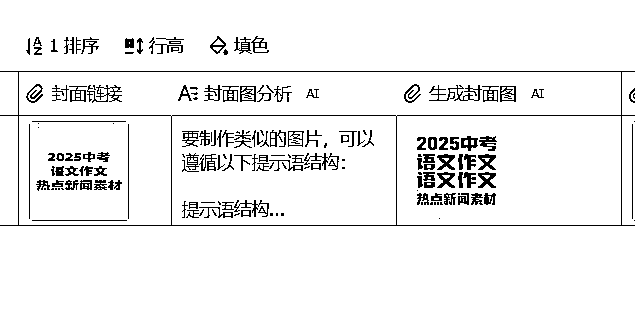 1 排序 行高 填色
封面链接 封面图分析 AI 生成封面图 AI
2025中考
语文作文
热点新闻素材
要制作类似的图片，可以
遵循以下提示语结构：
提示语结构...
2025中考
语文作文
语文作文
热点新闻素材